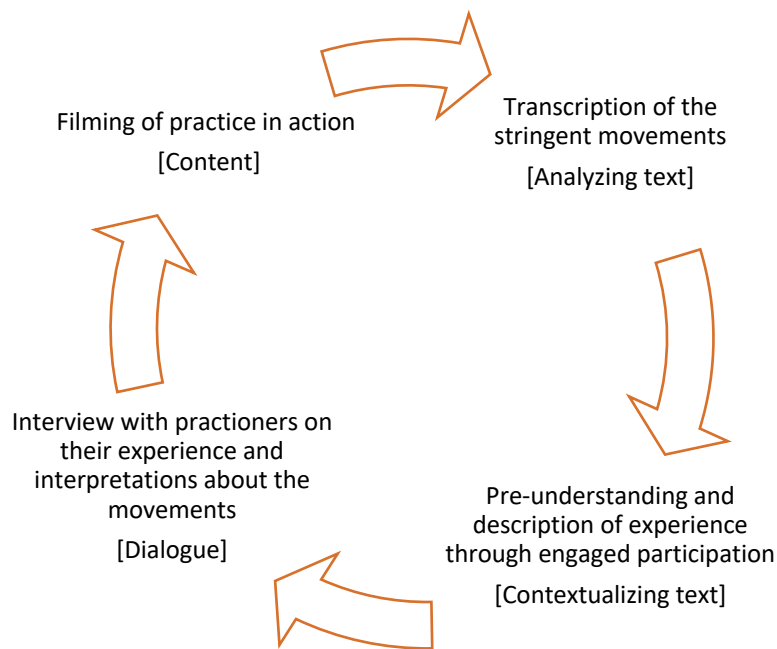 Filming of practice in action
[Content]
Transcription of the
stringent movements
[Analyzing text]
Pre-understanding and
description of experience
through engaged participation
[Contextualizing text]
Interview with practioners on
their experience and
interpretations about the
movements
[Dialogue]